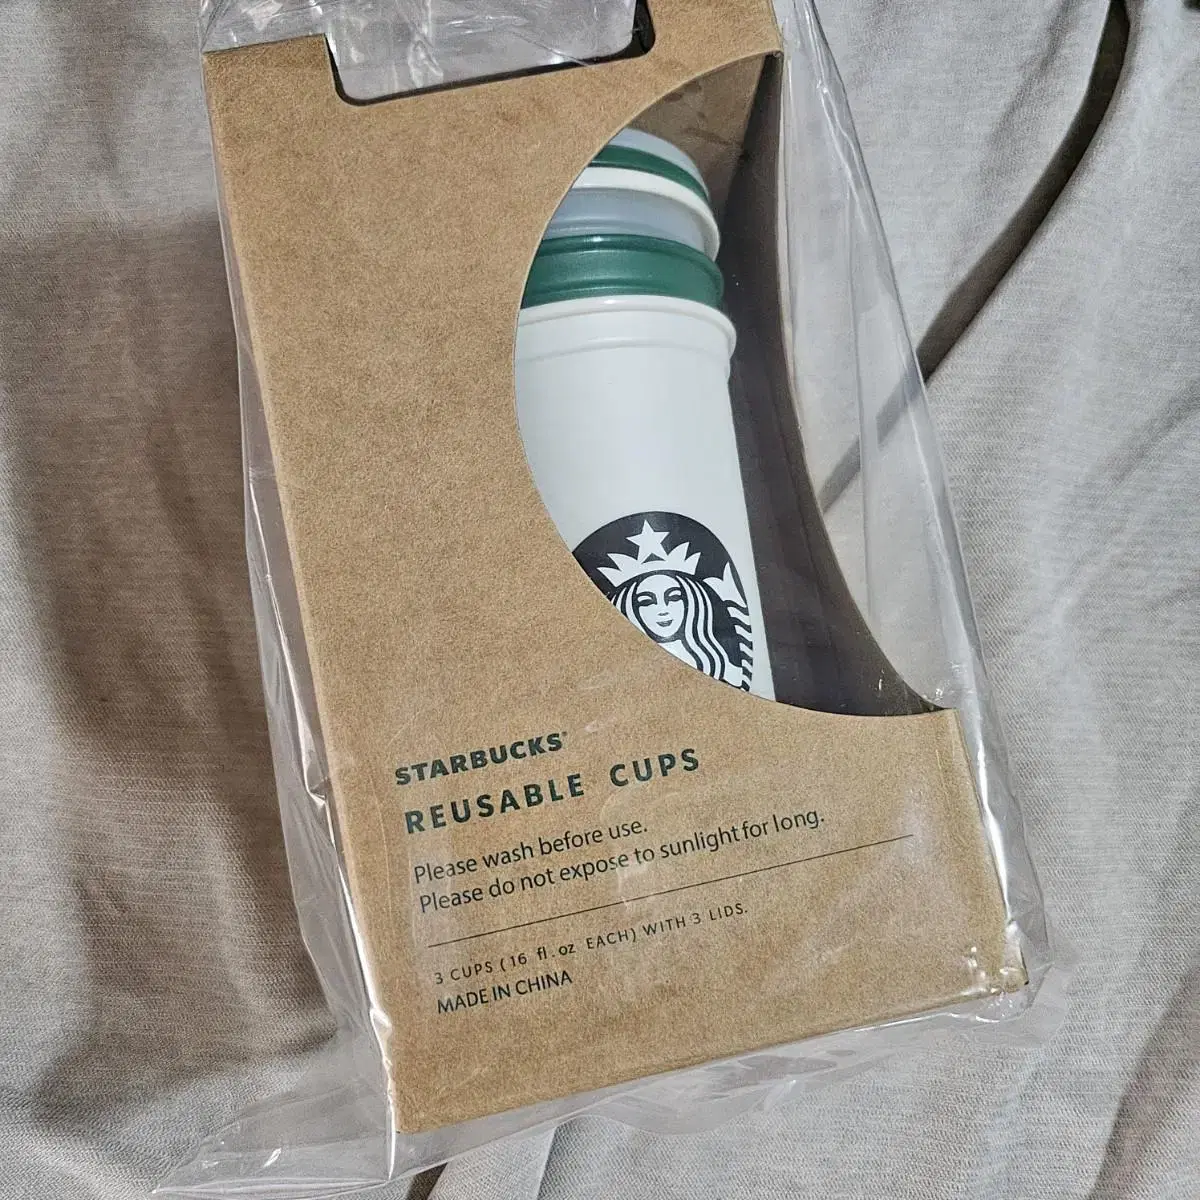 STARBUCKS®
REUSABLE CUPS
Please wash before use.
Please do not expose to sunlight for long.
3 CUPS (16 fl.oz EACH) WITH 3 LIDS.
MADE IN CHINA